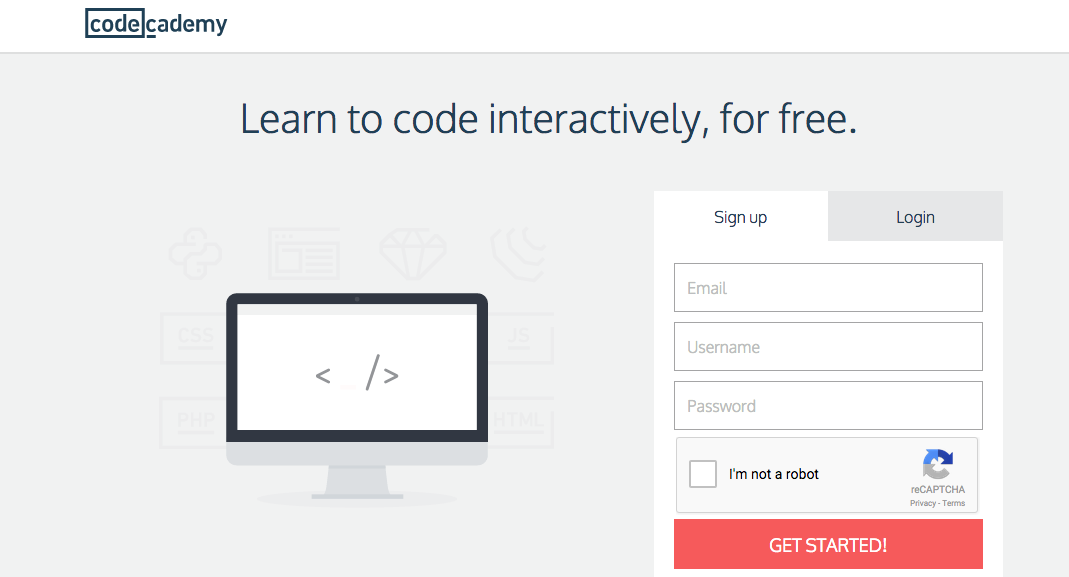 codecademy
Learn to code interactively, for free.
Sign up
Login
Email
Username
Password
I'm not a robot
reCAPTCHA
Privacy - Terms
GET STARTED!
CSS
JS
< _ />
PHP
HTML